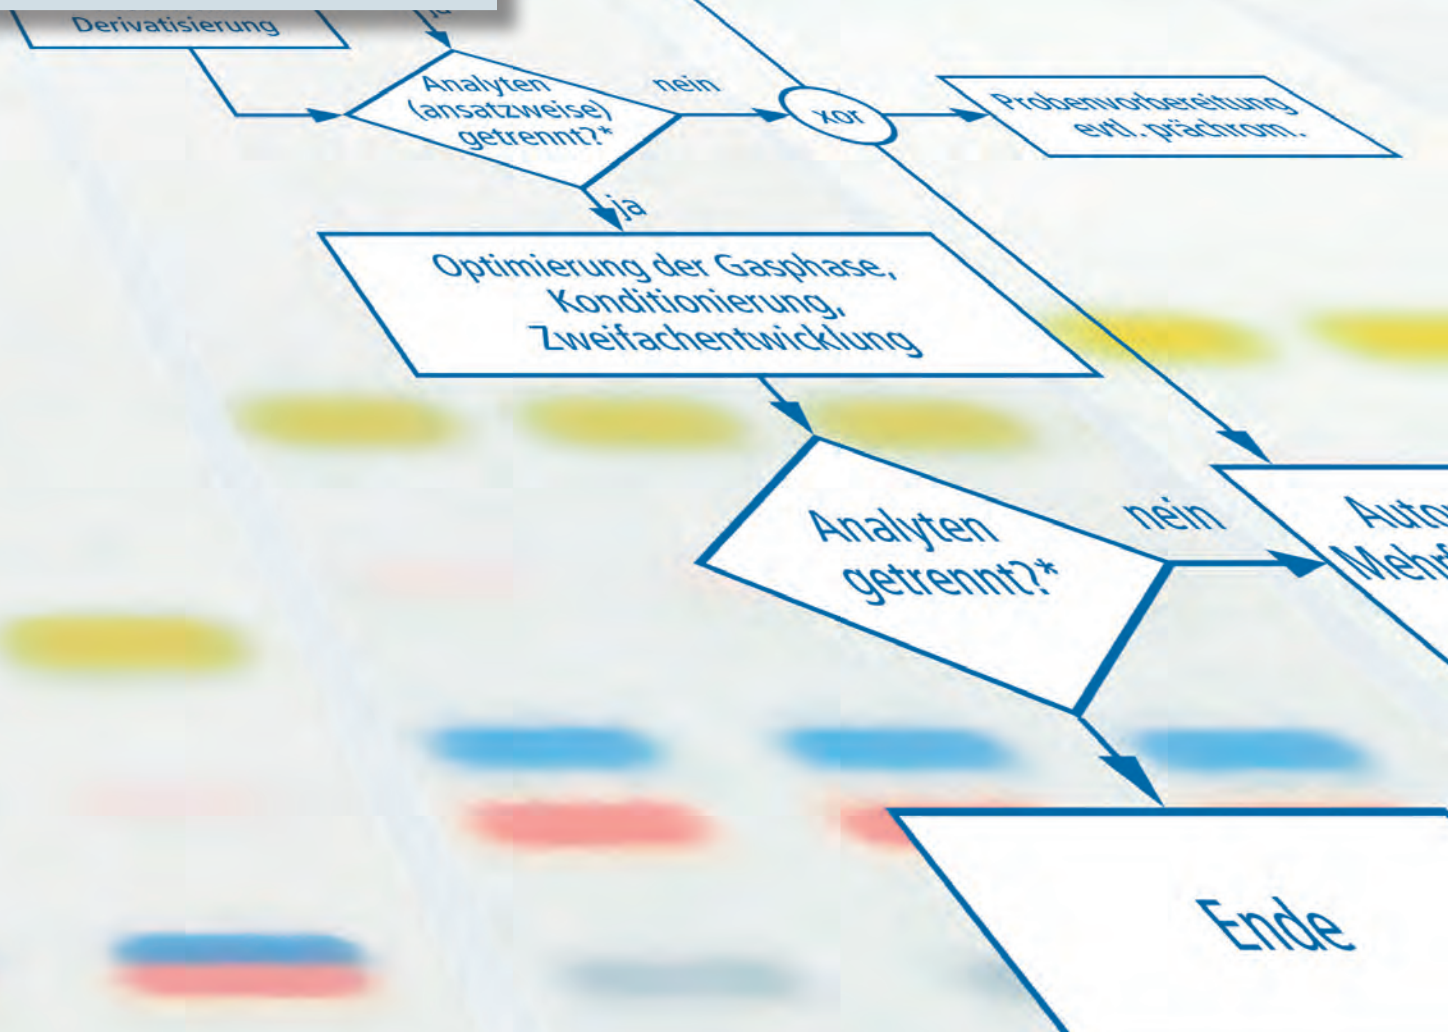 Derivatisierung
ja
Analyten
(ansatzweise)
getrennt?*
nein
xor
Probenvorbereitung
evtl. prächrom.
ja
Optimierung der Gasphase,
Konditionierung,
Zweifachentwicklung
Analyten
getrennt?*
nein
Ende